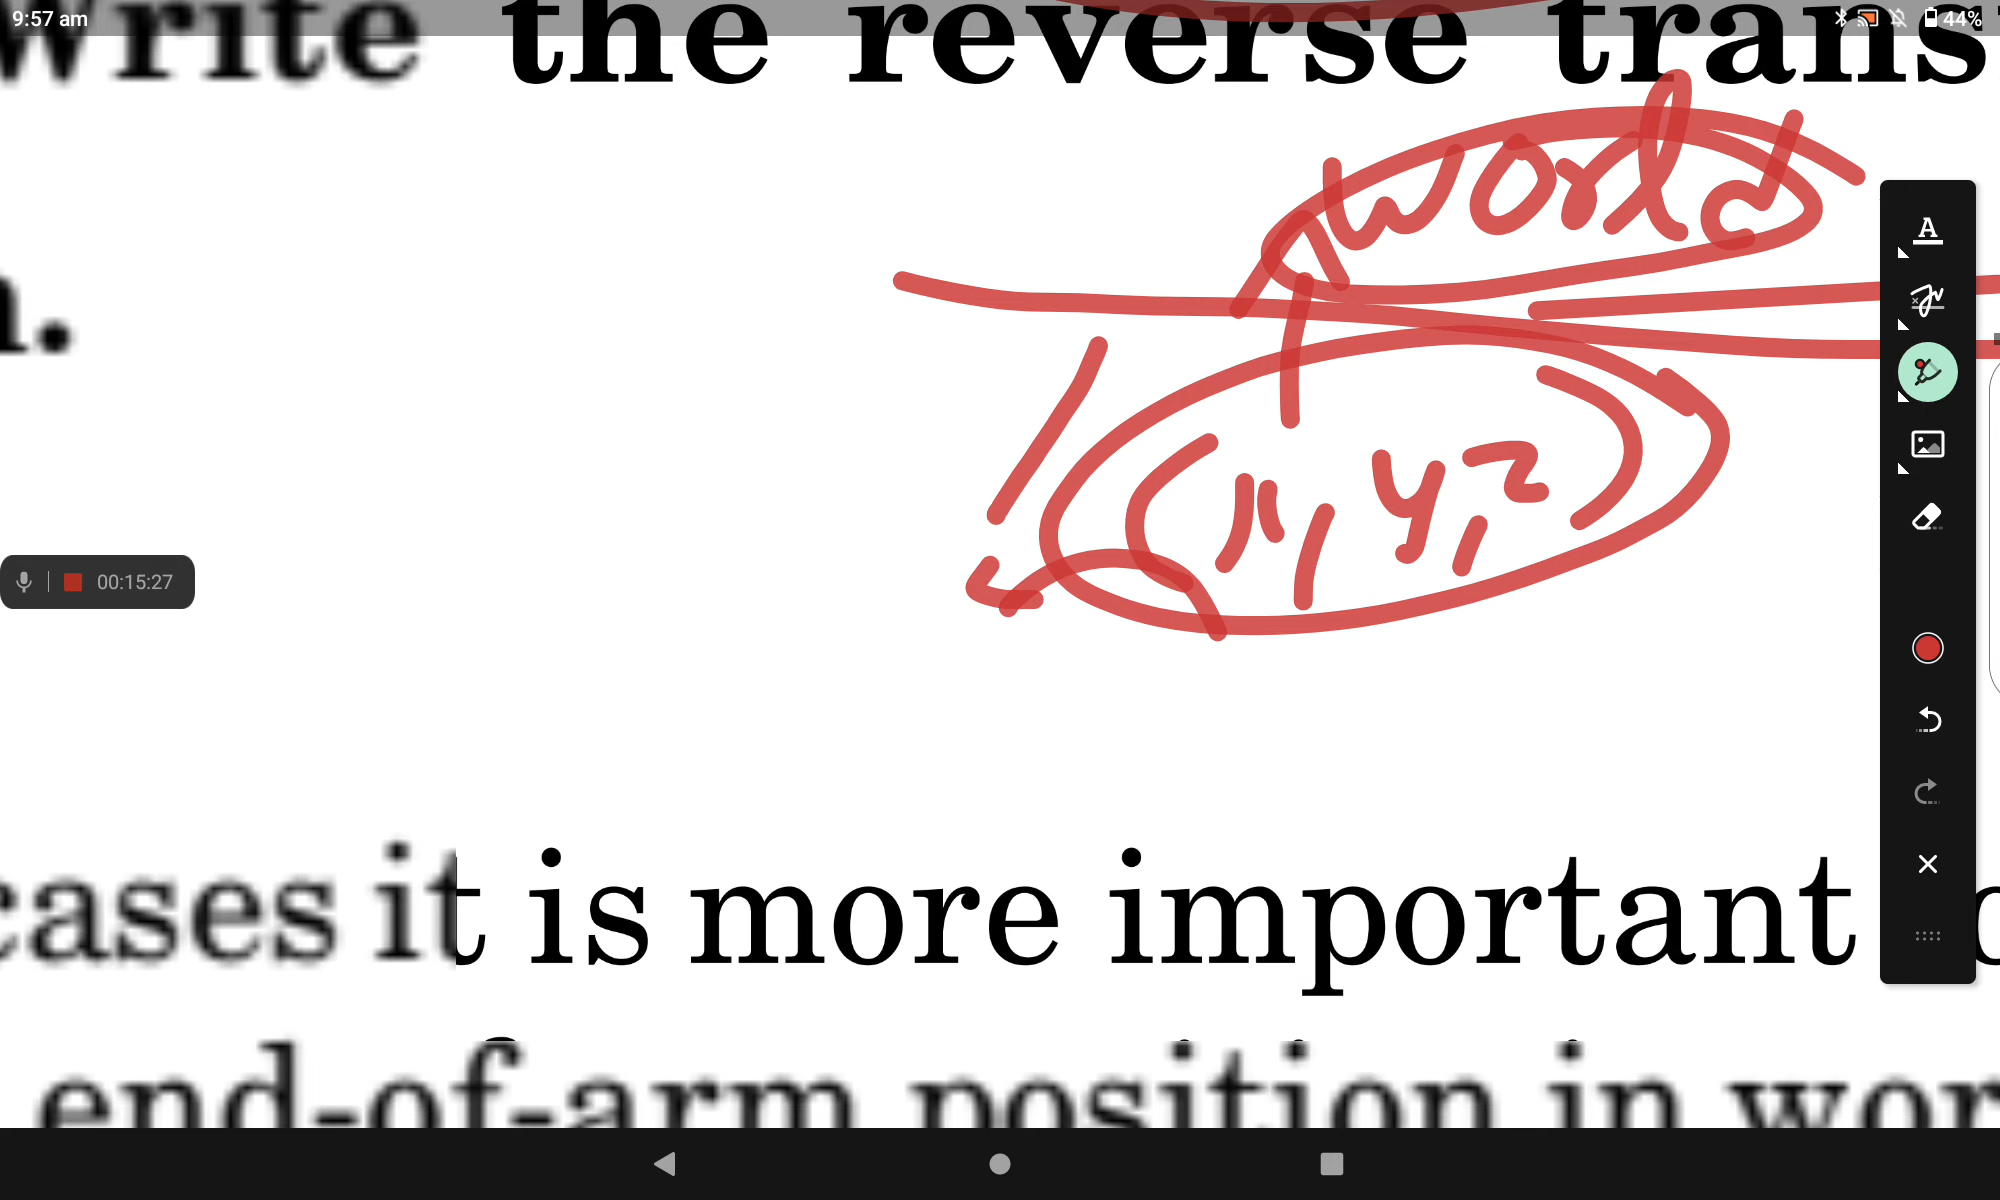 9:57 am 44%
Write the reverse trans
world
n.
(x, y, z)
A
00:15:27
cases it is more important
end-of-arm position in wor